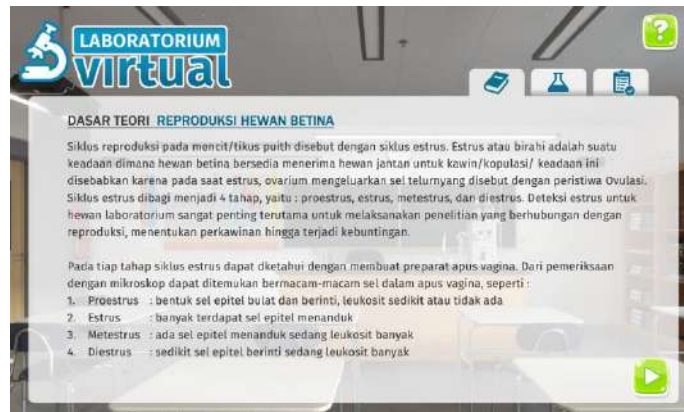 LABORATORIUM
virtual
?
DASAR TEORI REPRODUKSI HEWAN BETINA
Siklus reproduksi pada mencit/tikus puith disebut dengan siklus estrus. Estrus atau birahi adalah suatu
keadaan dimana hewan betina bersedia menerima hewan jantan untuk kawin/kopulasi/ keadaan ini
disebabkan karena pada saat estrus, ovarium mengeluarkan sel telurnyang disebut dengan peristiwa Ovulasi.
Siklus estrus dibagi menjadi 4 tahap, yaitu : proestrus, estrus, metestrus, dan diestrus. Deteksi estrus untuk
hewan laboratorium sangat penting terutama untuk melaksanakan penelitian yang berhubungan dengan
reproduksi, menentukan perkawinan hingga terjadi kebuntingan.
Pada tiap tahap siklus estrus dapat dketahui dengan membuat preparat apus vagina. Dari pemeriksaan
dengan mikroskop dapat ditemukan bermacam-macam sel dalam apus vagina, seperti :
1. Proestrus : bentuk sel epitel bulat dan berinti, leukosit sedikit atau tidak ada
2. Estrus : banyak terdapat sel epitel menanduk
3. Metestrus : ada sel epitel menanduk sedang leukosit banyak
4. Diestrus : sedikit sel epitel berinti sedang leukosit banyak